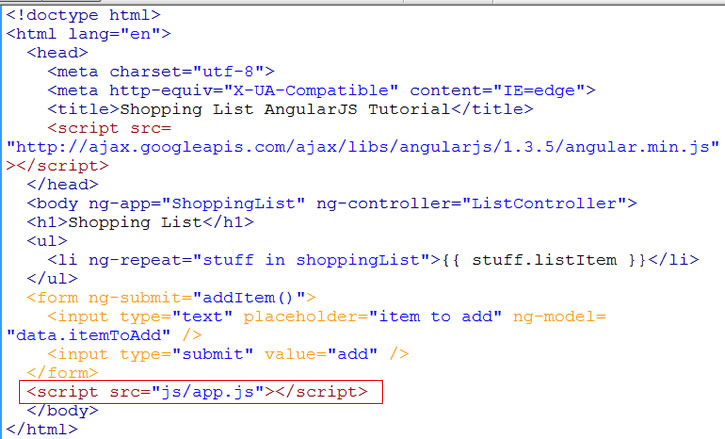 <!doctype html>
<html lang="en">
  <head>
    <meta charset="utf-8">
    <meta http-equiv="X-UA-Compatible" content="IE=edge">
    <title>Shopping List AngularJS Tutorial</title>
    <script src=
"http://ajax.googleapis.com/ajax/libs/angularjs/1.3.5/angular.min.js"
></script>
  </head>
  <body ng-app="ShoppingList" ng-controller="ListController">
  <h1>Shopping List</h1>
  <ul>
    <li ng-repeat="stuff in shoppingList">{{ stuff.listItem }}</li>
  </ul>
  <form ng-submit="addItem()">
    <input type="text" placeholder="item to add" ng-model=
"data.itemToAdd" />
    <input type="submit" value="add" />
  </form>
  <script src="js/app.js"></script>
  </body>
</html>